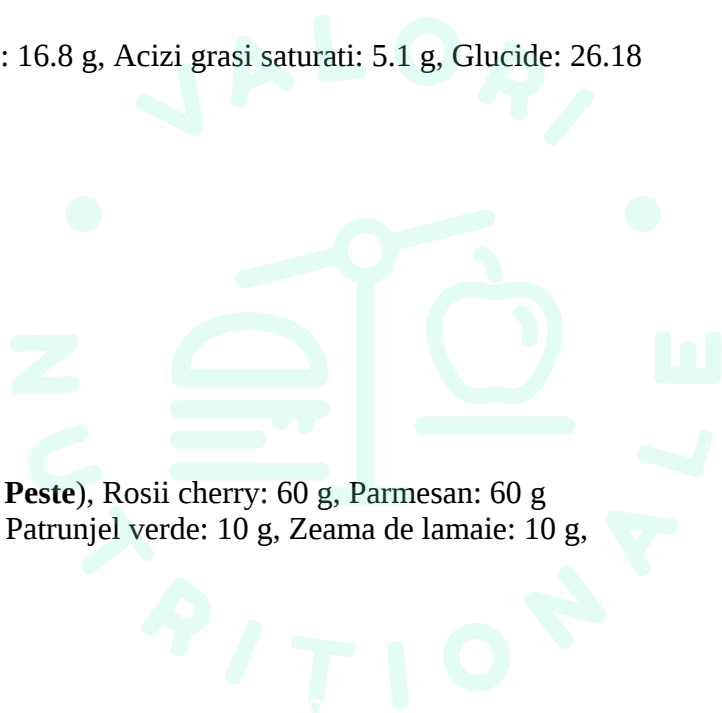 : 16.8 g, Acizi grasi saturati: 5.1 g, Glucide: 26.18
VALORI
NUTRIȚIONALE
Peste), Rosii cherry: 60 g, Parmesan: 60 g
Patrunjel verde: 10 g, Zeama de lamaie: 10 g,